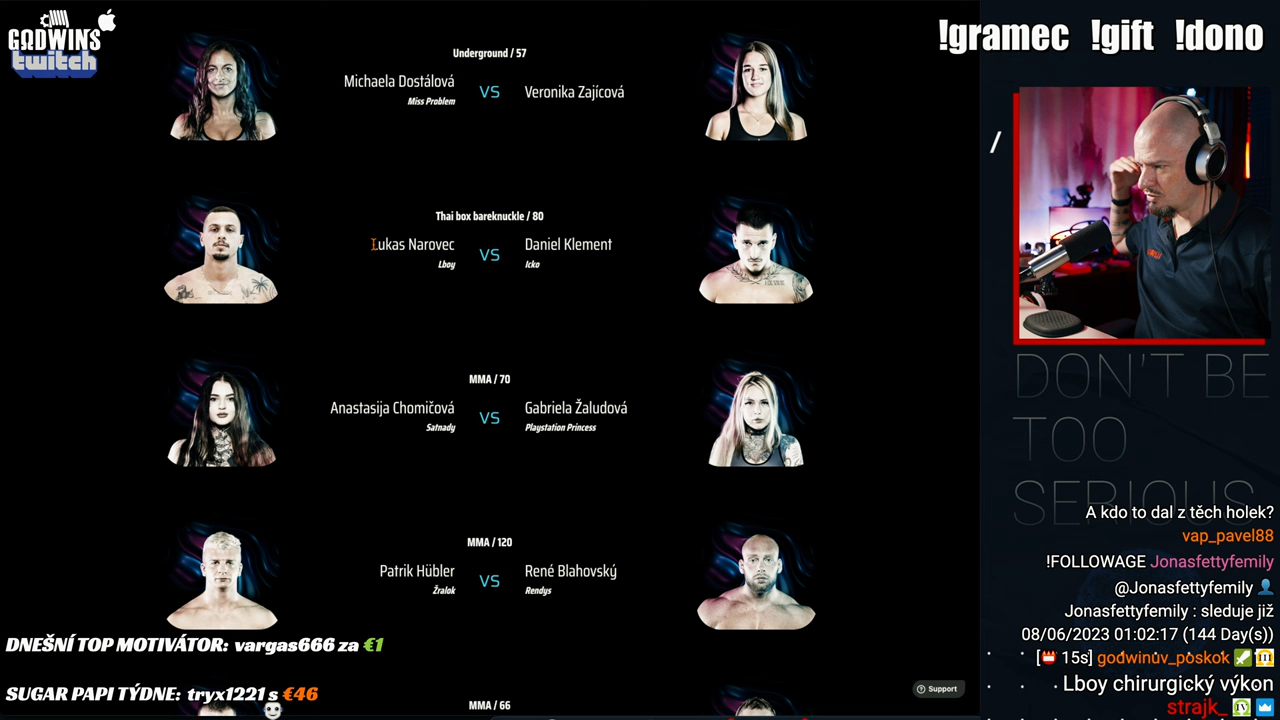 GODWINS
twitch
!gramec !gift !dono
Underground / 57
Michaela Dostálová
Miss Problem
VS
Veronika Zajícová
Thai box bareknuckle / 80
Lukas Narovec
Lboy
VS
Daniel Klement
Icko
MMA / 70
Anastasija Chomičová
Satnady
VS
Gabriela Žaludová
Playstation Princess
MMA / 120
Patrik Hübler
Žralok
VS
René Blahovský
Rendys
MMA / 66
Support
DNEŠNÍ TOP MOTIVÁTOR: vargas666 za €1
SUGAR PAPI TÝDNE: tryx1221 s €46
/
DON'T BE
TOO
SERIOUS
A kdo to dal z těch holek?
vap_pavel88
!FOLLOWAGE Jonasfettyfemily
@Jonasfettyfemily
Jonasfettyfemily : sleduje již
08/06/2023 01:02:17 (144 Day(s))
[15s] godwinuv_poskok
Lboy chirurgický výkon
strajk_